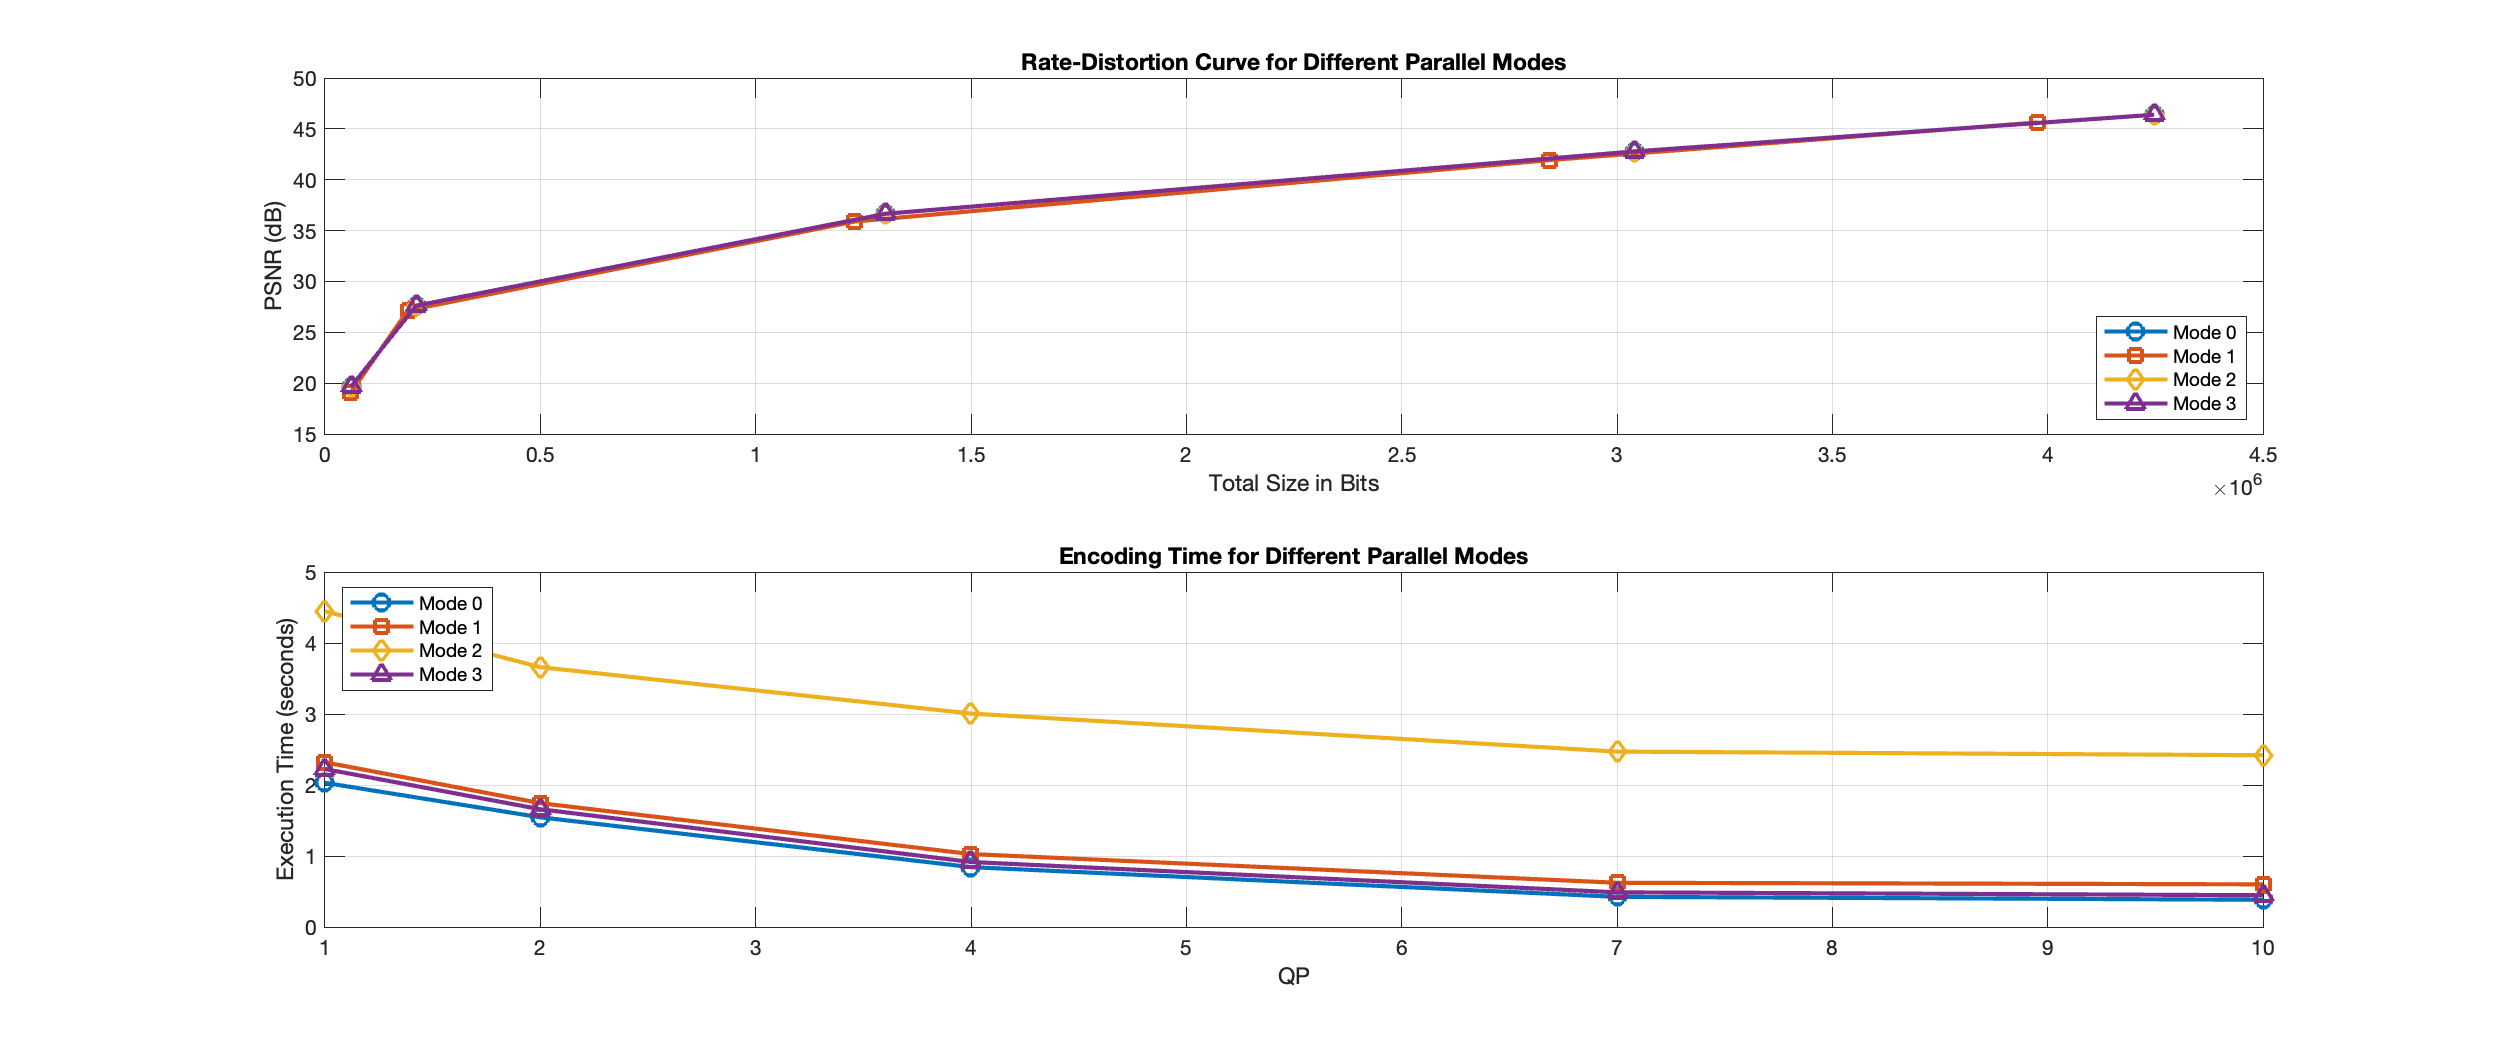 Rate-Distortion Curve for Different Parallel Modes
50
45
40
35
30
25
20
15
PSNR (dB)
0 0.5 1 1.5 2 2.5 3 3.5 4 4.5
Total Size in Bits
×10^6
Mode 0
Mode 1
Mode 2
Mode 3
Encoding Time for Different Parallel Modes
5
4
3
2
1
0
Execution Time (seconds)
Mode 0
Mode 1
Mode 2
Mode 3
1 2 3 4 5 6 7 8 9 10
QP